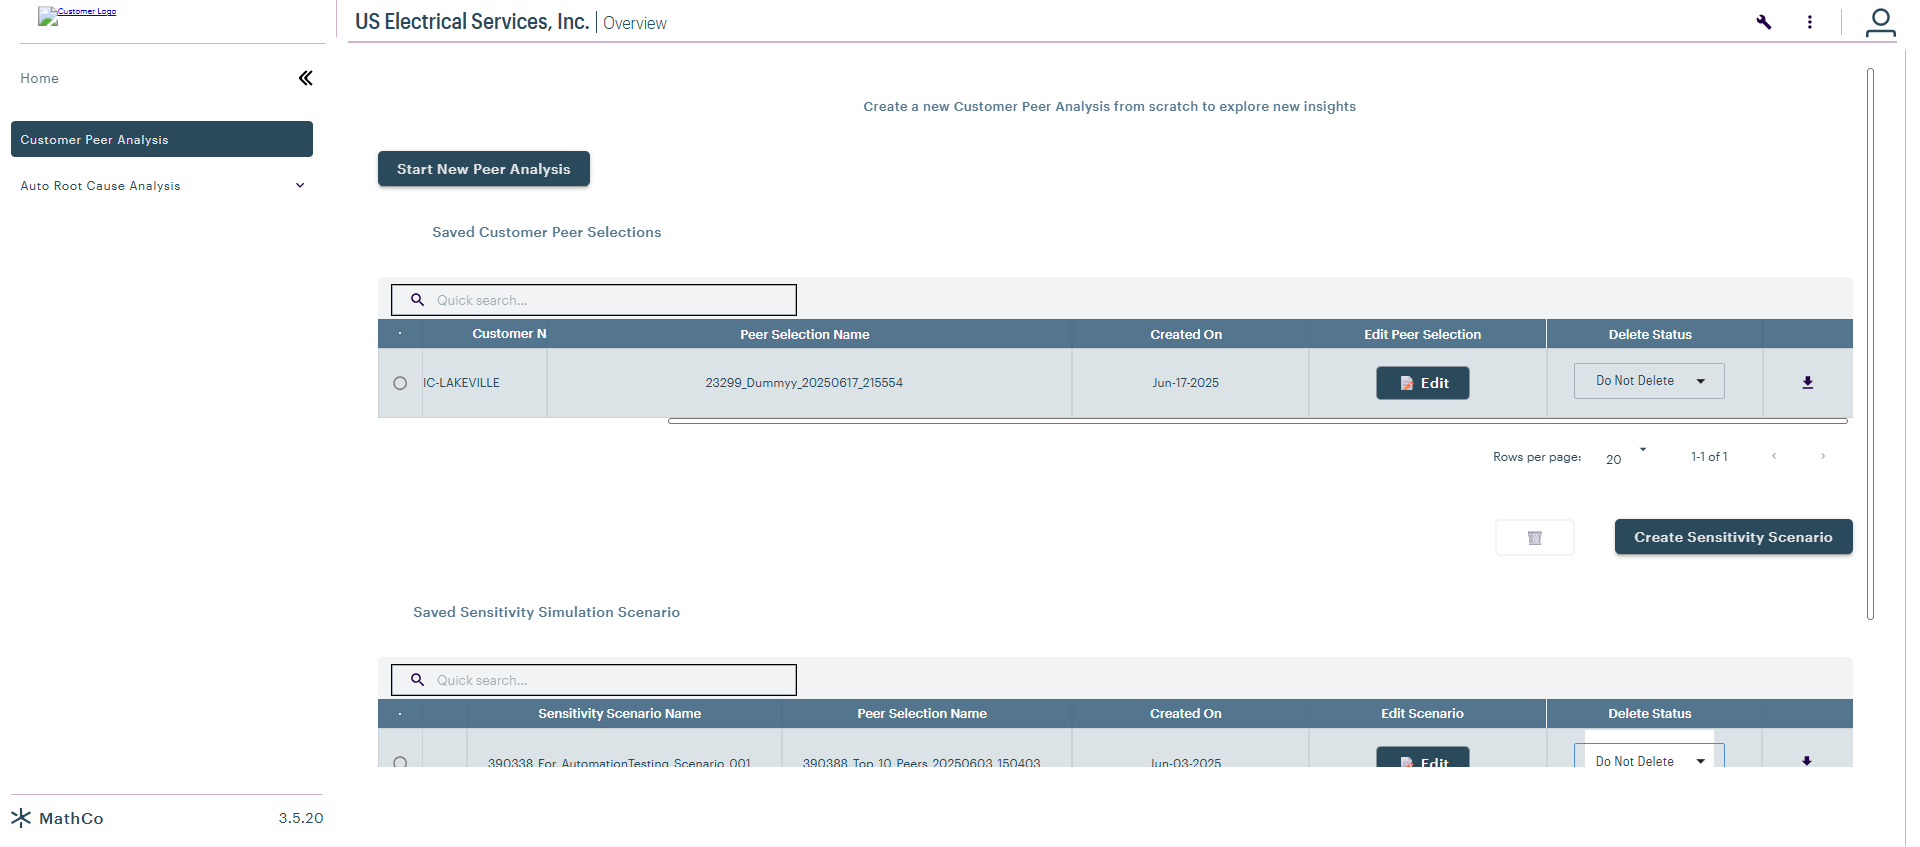 Customer Logo
US Electrical Services, Inc. | Overview
Home
Customer Peer Analysis
Auto Root Cause Analysis
Create a new Customer Peer Analysis from scratch to explore new insights
Start New Peer Analysis
Saved Customer Peer Selections
Quick search...
Customer N Peer Selection Name Created On Edit Peer Selection Delete Status
IC-LAKEVILLE 23299_Dummyy_20250617_215554 Jun-17-2025 Edit Do Not Delete
Rows per page: 20 1-1 of 1
Create Sensitivity Scenario
Saved Sensitivity Simulation Scenario
Quick search...
Sensitivity Scenario Name Peer Selection Name Created On Edit Scenario Delete Status
390338_For_AutomationTesting_Scenario_001 390388_Top_10_Peers_20250603_150403 Jun-03-2025 Edit Do Not Delete
MathCo 3.5.20